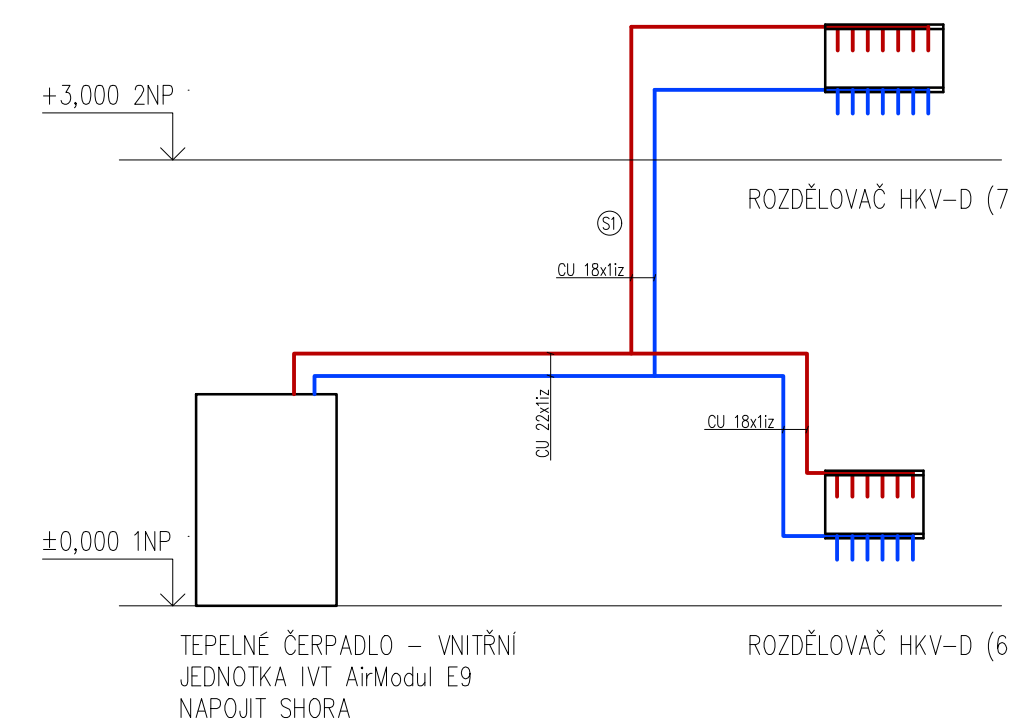 +3,000 2NP
ROZDĚLOVAČ HKV-D (7
S1
CU 18x1iz
CU 22x1iz
CU 18x1iz
±0,000 1NP
TEPELNÉ ČERPADLO - VNITŘNÍ
JEDNOTKA IVT AirModul E9
NAPOJIT SHORA
ROZDĚLOVAČ HKV-D (6